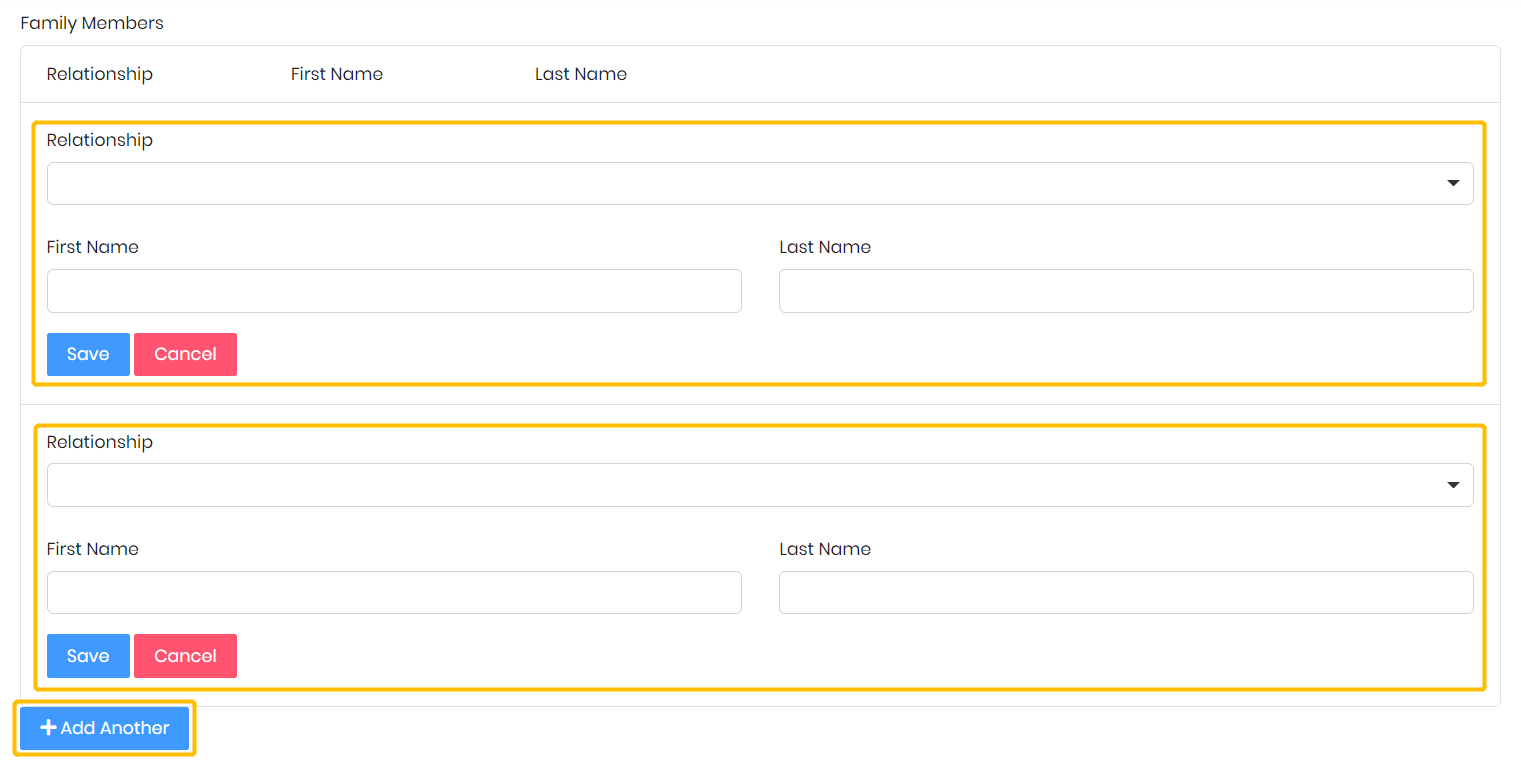 Family Members
Relationship First Name Last Name
Relationship
First Name Last Name
Save Cancel
Relationship
First Name Last Name
Save Cancel
Add Another